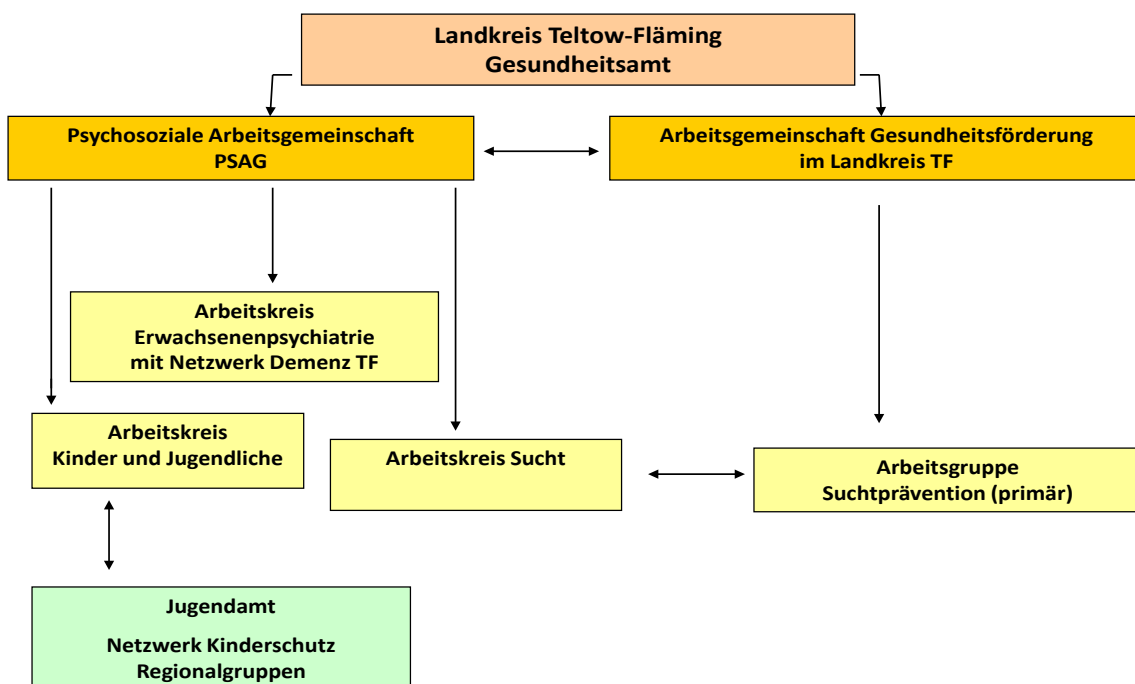 Landkreis Teltow-Fläming
Gesundheitsamt
Psychosoziale Arbeitsgemeinschaft
PSAG
Arbeitsgemeinschaft Gesundheitsförderung
im Landkreis TF
Arbeitskreis
Erwachsenenpsychiatrie
mit Netzwerk Demenz TF
Arbeitskreis
Kinder und Jugendliche
Arbeitskreis Sucht
Arbeitsgruppe
Suchtprävention (primär)
Jugendamt
Netzwerk Kinderschutz
Regionalgruppen